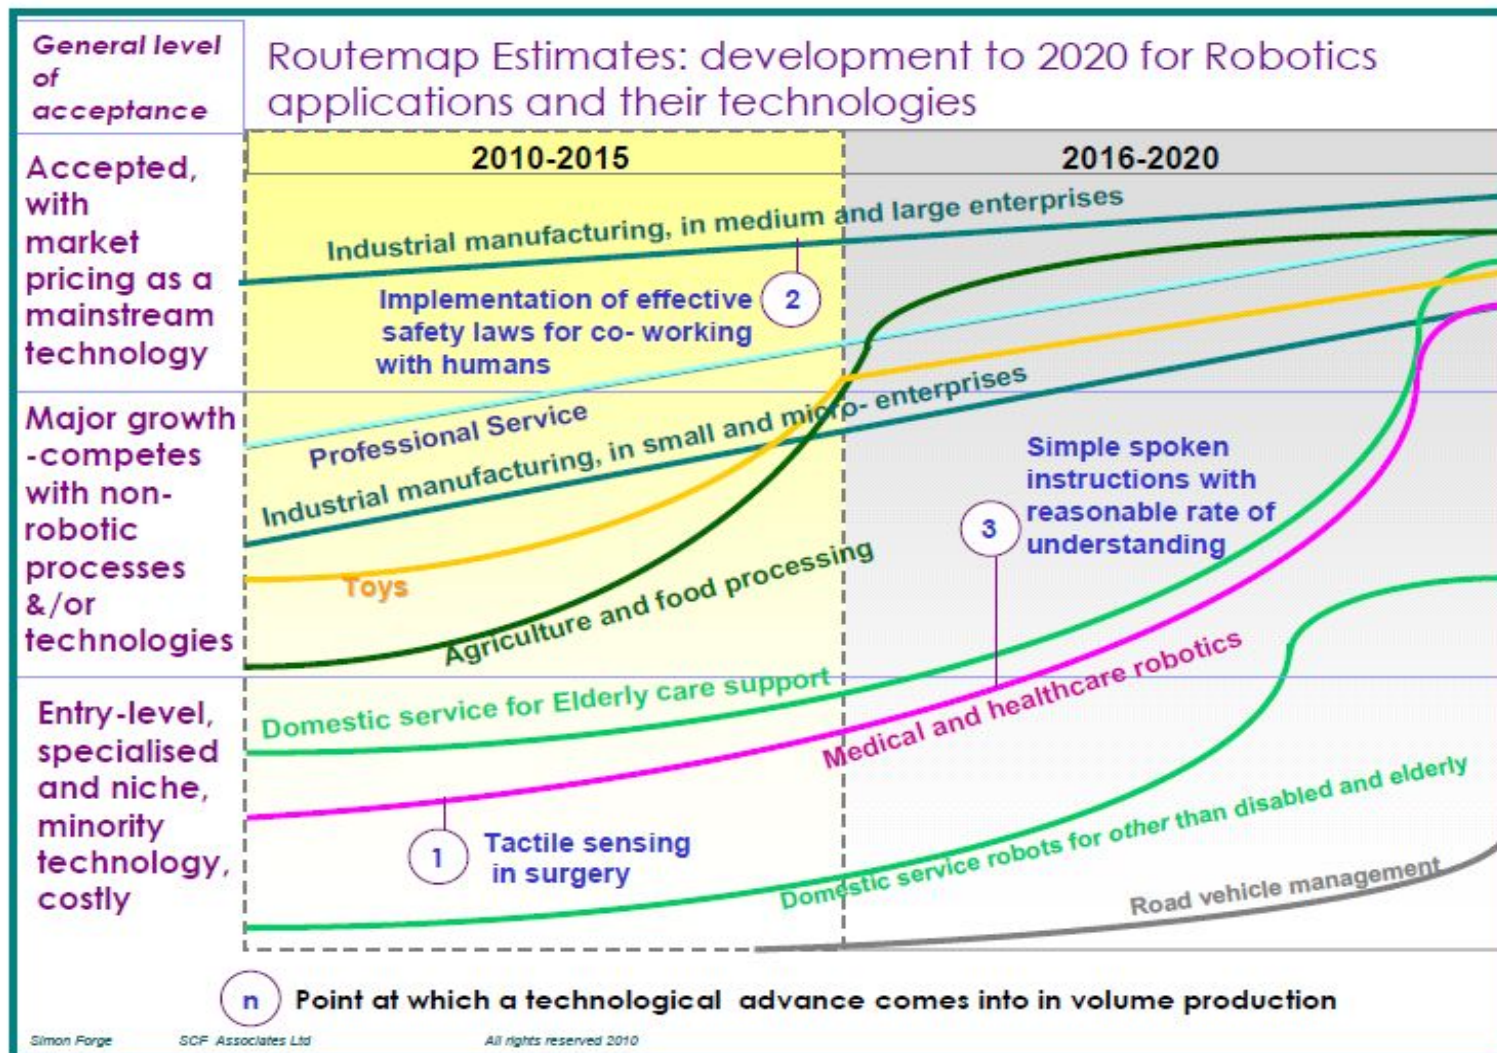 General level
of
acceptance
Routemap Estimates: development to 2020 for Robotics
applications and their technologies
2010-2015
2016-2020
Accepted,
with
market
pricing as a
mainstream
technology
Major growth
-competes
with non-
robotic
processes
&/or
technologies
Entry-level,
specialised
and niche,
minority
technology,
costly
Industrial manufacturing, in medium and large enterprises
Implementation of effective
safety laws for co- working
with humans
2
Professional Service
Industrial manufacturing, in small and micro- enterprises
Simple spoken
instructions with
reasonable rate of
understanding
3
Toys
Agriculture and food processing
Domestic service for Elderly care support
Medical and healthcare robotics
1
Tactile sensing
in surgery
Domestic service robots for other than disabled and elderly
Road vehicle management
n Point at which a technological advance comes into in volume production
Simon Forge SCF Associates Ltd All rights reserved 2010